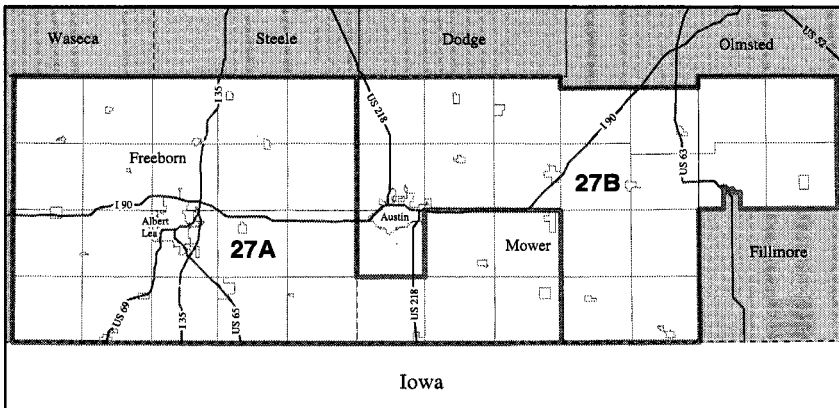 Waseca
Steele
Dodge
Olmsted
US 52
I 35
US 218
I 90
US 63
Freeborn
27B
I 90
Albert
Lea
Austin
27A
Mower
Fillmore
US 69
I 35
US 65
US 218
Iowa